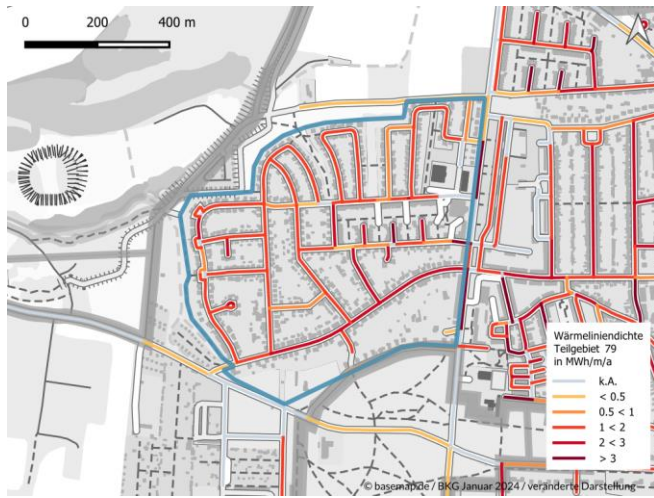 0 200 400 m
Wärmeliniendichte
Teilgebiet 79
in MWh/m/a
k.A.
< 0.5
0.5 < 1
1 < 2
2 < 3
> 3
© basemap.de / BKG Januar 2024 / veränderte Darstellung